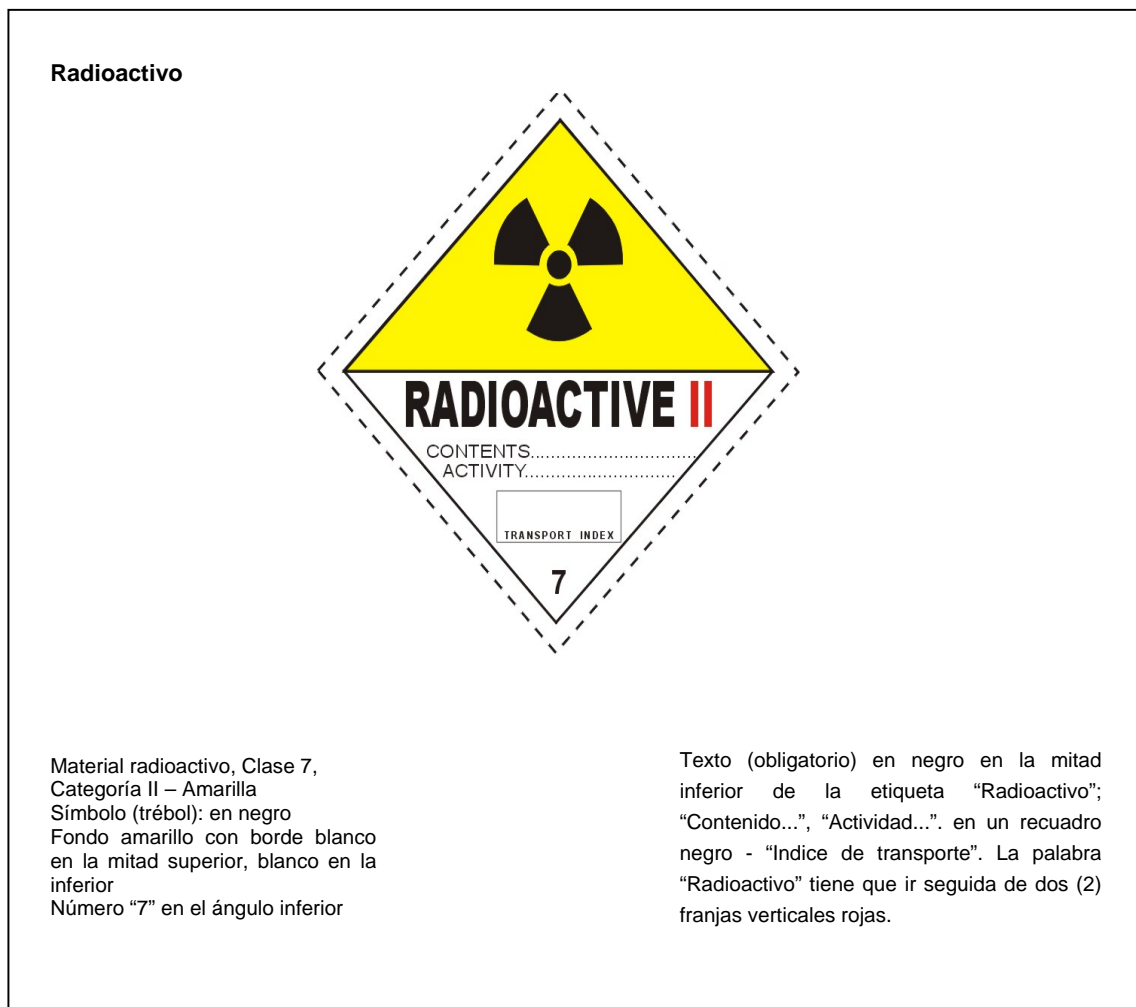 Radioactivo
RADIOACTIVE II
CONTENTS................................
ACTIVITY............................
TRANSPORT INDEX
7
Material radioactivo, Clase 7,
Categoría II – Amarilla
Símbolo (trébol): en negro
Fondo amarillo con borde blanco
en la mitad superior, blanco en la
inferior
Número “7” en el ángulo inferior
Texto (obligatorio) en negro en la mitad
inferior de la etiqueta “Radioactivo”;
“Contenido...”, “Actividad...”. en un recuadro
negro - “Indice de transporte”. La palabra
“Radioactivo” tiene que ir seguida de dos (2)
franjas verticales rojas.